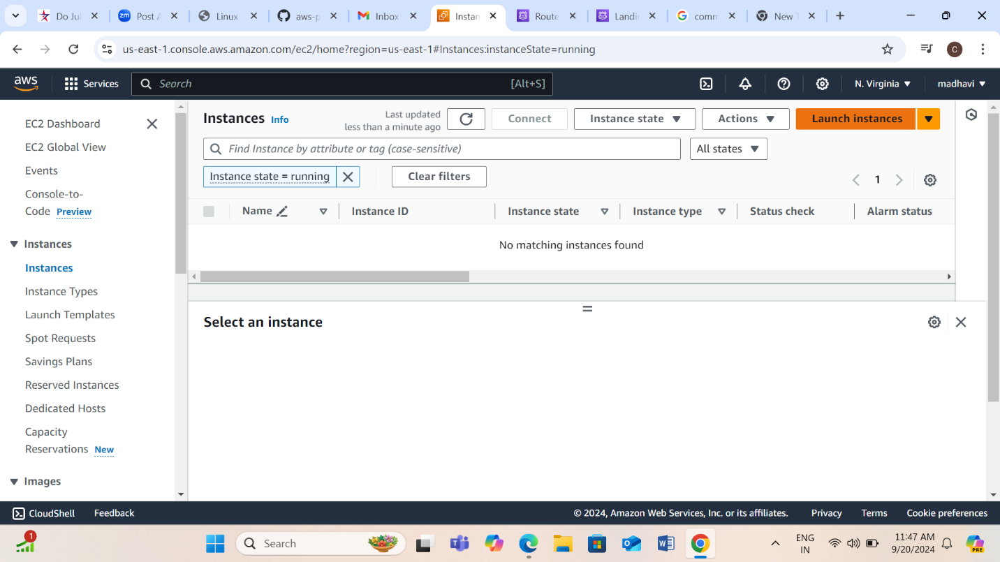 Do Jul
zm Post A
Linux
aws-p
Inbox
Instan
Route
Landi
comm
New T
us-east-1.console.aws.amazon.com/ec2/home?region=us-east-1#Instances:instanceState=running
C
aws Services Search [Alt+S] N. Virginia madhavi
EC2 Dashboard
EC2 Global View
Events
Console-to-
Code Preview
Instances
Instances
Instance Types
Launch Templates
Spot Requests
Savings Plans
Reserved Instances
Dedicated Hosts
Capacity
Reservations New
Images
Instances Info
Last updated
less than a minute ago
Connect
Instance state
Actions
Launch instances
Find Instance by attribute or tag (case-sensitive)
All states
Instance state = running
Clear filters
1
Name Instance ID Instance state Instance type Status check Alarm status
No matching instances found
Select an instance
CloudShell Feedback © 2024, Amazon Web Services, Inc. or its affiliates. Privacy Terms Cookie preferences
1
Search
ENG
IN
11:47 AM
9/20/2024
PRE